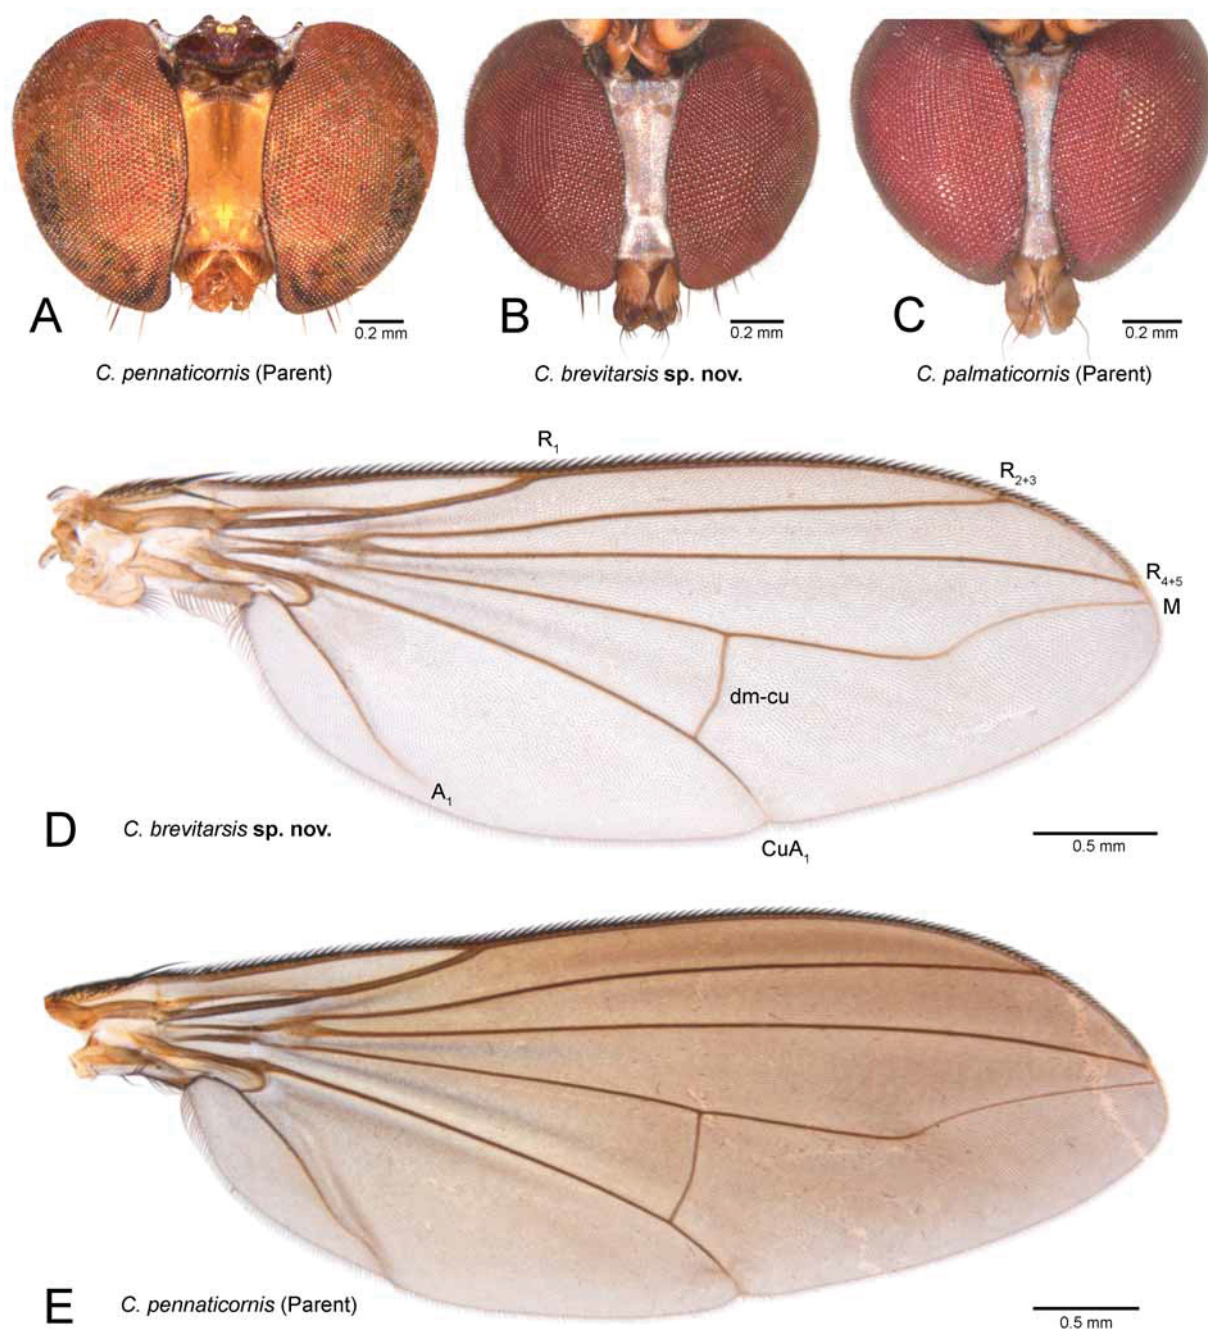 A
0.2 mm
C. pennaticornis (Parent)
B
0.2 mm
C. brevitarsis sp. nov.
C
0.2 mm
C. palmaticornis (Parent)
R1
R2+3
R4+5
M
dm-cu
A1
CuA1
D
C. brevitarsis sp. nov.
0.5 mm
E
C. pennaticornis (Parent)
0.5 mm